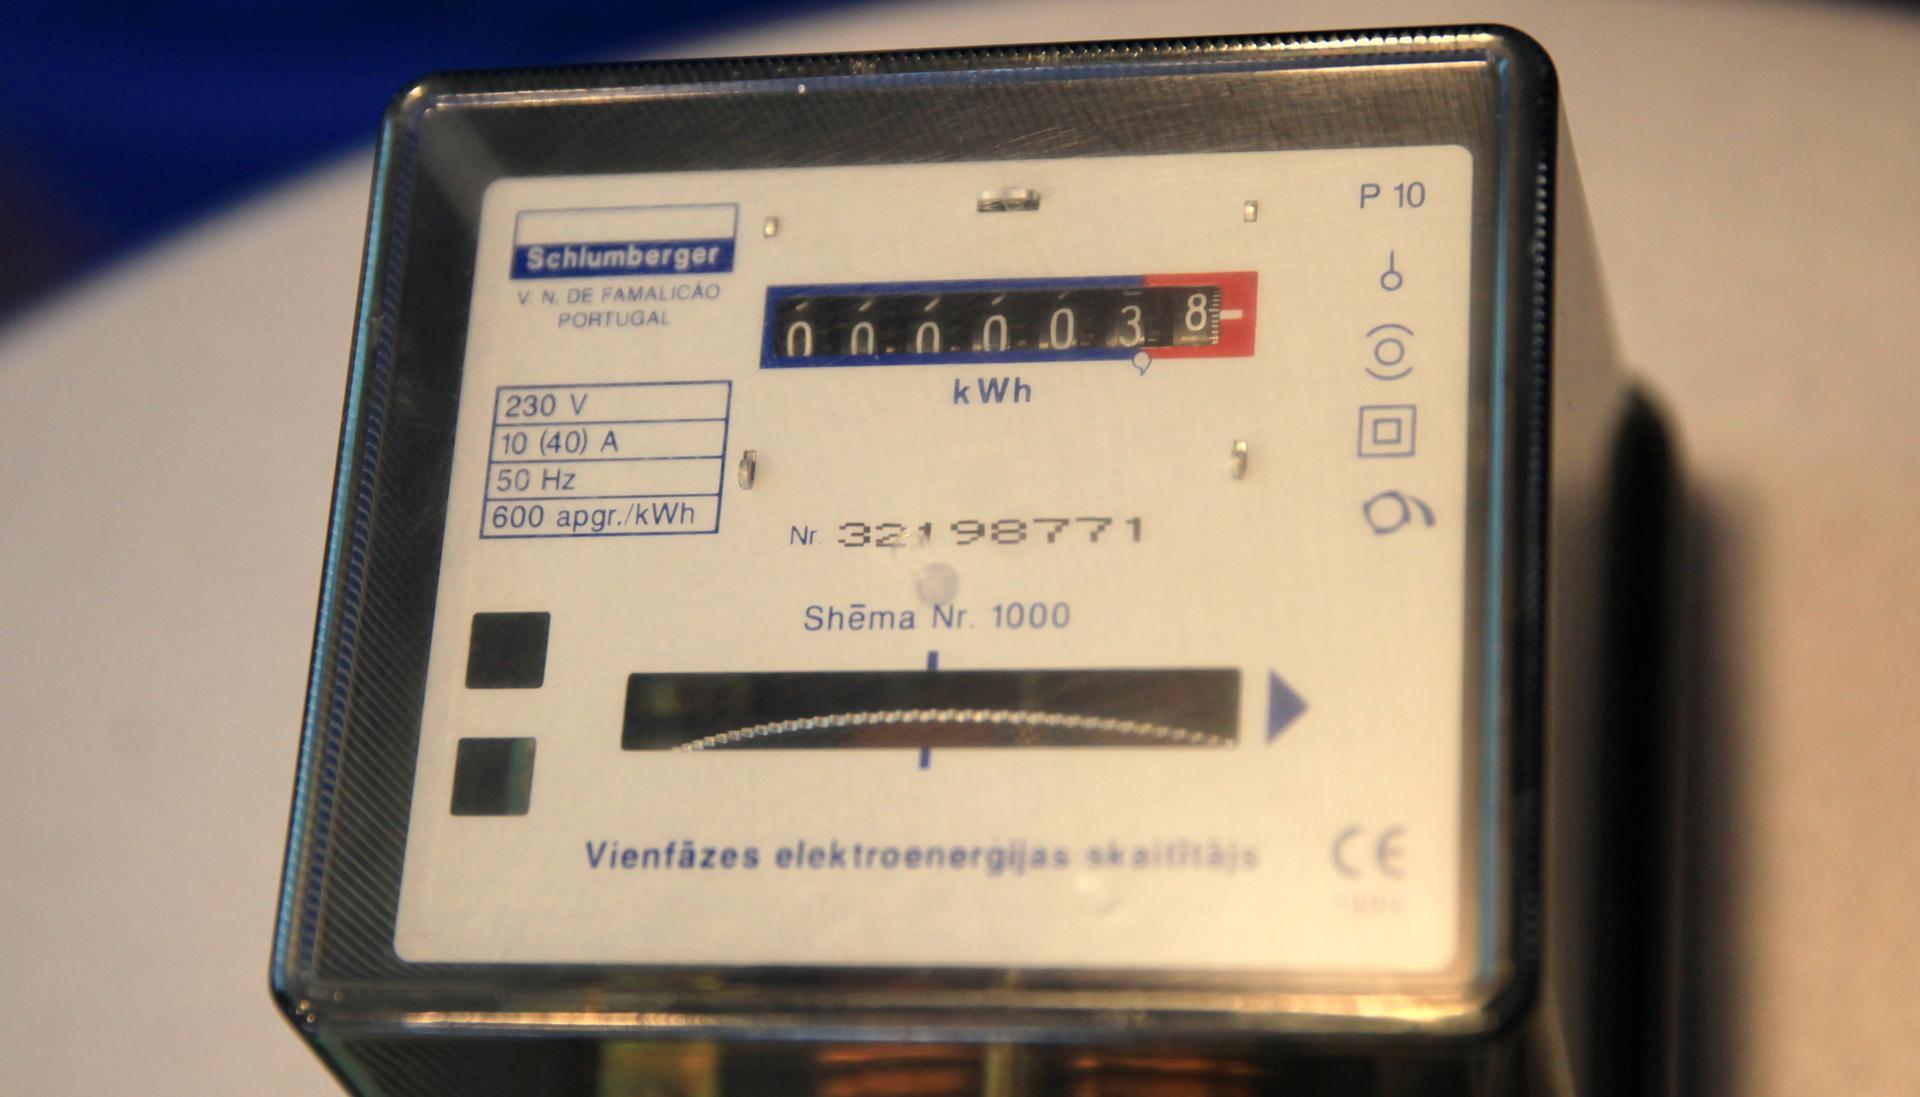 Schlumberger
V. N. DE FAMALICÃO
PORTUGAL
P 10
0 0 0 0 0 3 8
kWh
230 V
10 (40) A
50 Hz
600 apgr./kWh
Nr. 32198771
Shēma Nr. 1000
Vienfāzes elektroenerģijas skaitītājs
CE